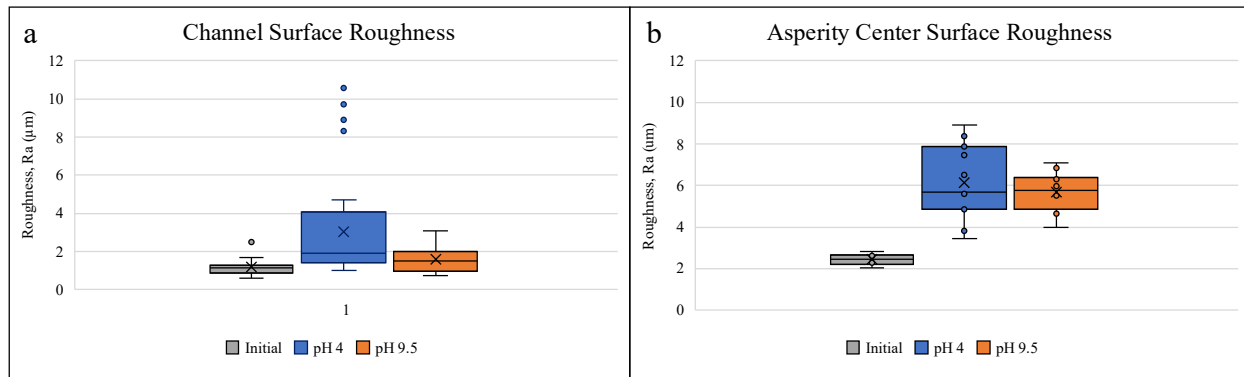 a
Channel Surface Roughness
12
10
8
6
4
2
0
Roughness, Ra (µm)
1
Initial
pH 4
pH 9.5
b
Asperity Center Surface Roughness
12
10
8
6
4
2
0
Roughness, Ra (um)
Initial
pH 4
pH 9.5